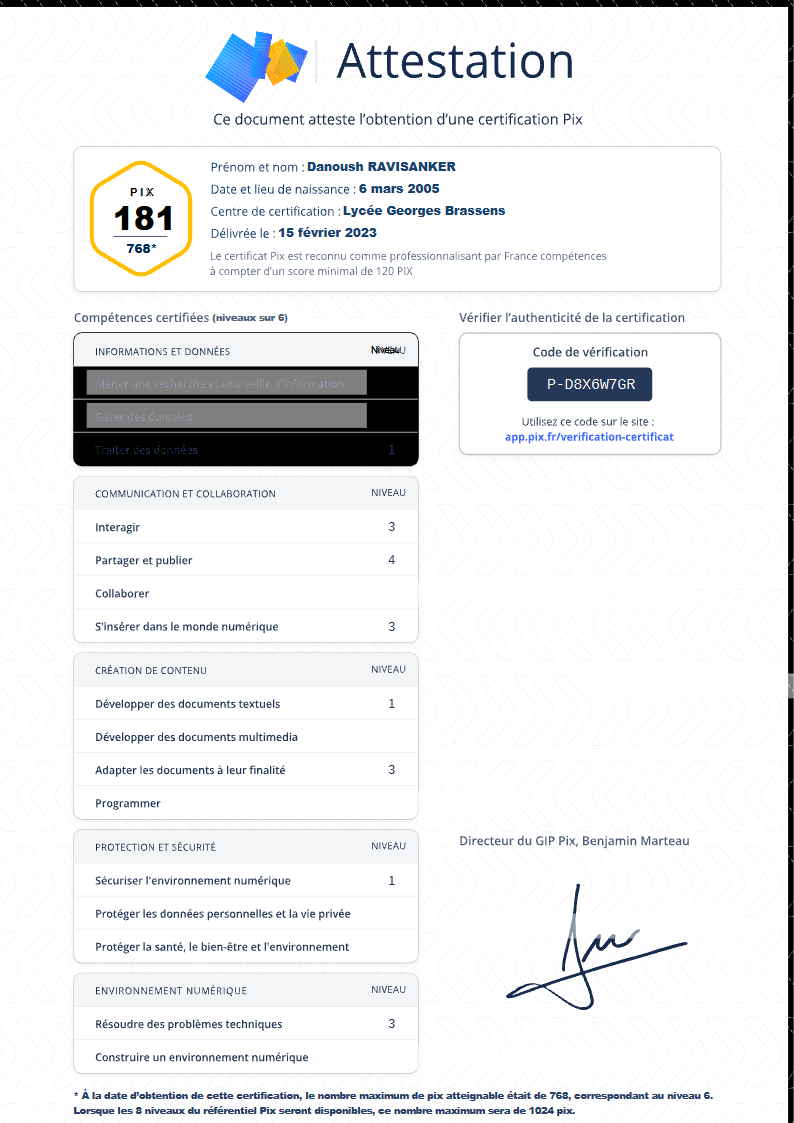 Attestation
Ce document atteste l'obtention d'une certification Pix
PIX
181
768*
Prénom et nom : Danoush RAVISANKER
Date et lieu de naissance : 6 mars 2005
Centre de certification : Lycée Georges Brassens
Délivrée le : 15 février 2023
Le certificat Pix est reconnu comme professionnalisant par France compétences
à compter d'un score minimal de 120 PIX
Compétences certifiées (niveaux sur 6)
INFORMATIONS ET DONNÉES
Mener une recherche et une veille d'information
Gérer des données
Traiter des données 1
COMMUNICATION ET COLLABORATION NIVEAU
Interagir 3
Partager et publier 4
Collaborer
S'insérer dans le monde numérique 3
CRÉATION DE CONTENU NIVEAU
Développer des documents textuels 1
Développer des documents multimedia
Adapter les documents à leur finalité 3
Programmer
PROTECTION ET SÉCURITÉ NIVEAU
Sécuriser l'environnement numérique 1
Protéger les données personnelles et la vie privée
Protéger la santé, le bien-être et l'environnement
ENVIRONNEMENT NUMÉRIQUE NIVEAU
Résoudre des problèmes techniques 3
Construire un environnement numérique
Vérifier l'authenticité de la certification
Code de vérification
P-D8X6W7GR
Utilisez ce code sur le site :
app.pix.fr/verification-certificat
Directeur du GIP Pix, Benjamin Marteau
* À la date d'obtention de cette certification, le nombre maximum de pix atteignable était de 768, correspondant au niveau 6.
Lorsque les 8 niveaux du référentiel Pix seront disponibles, ce nombre maximum sera de 1024 pix.